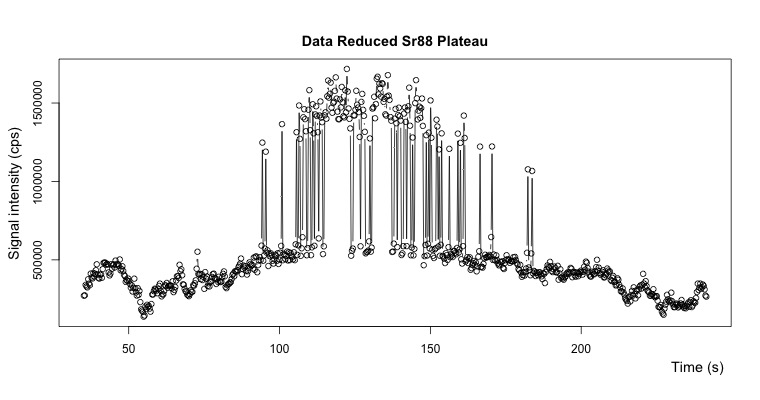 Data Reduced Sr88 Plateau
Signal intensity (cps)
1500000
1000000
500000
50 100 150 200
Time (s)